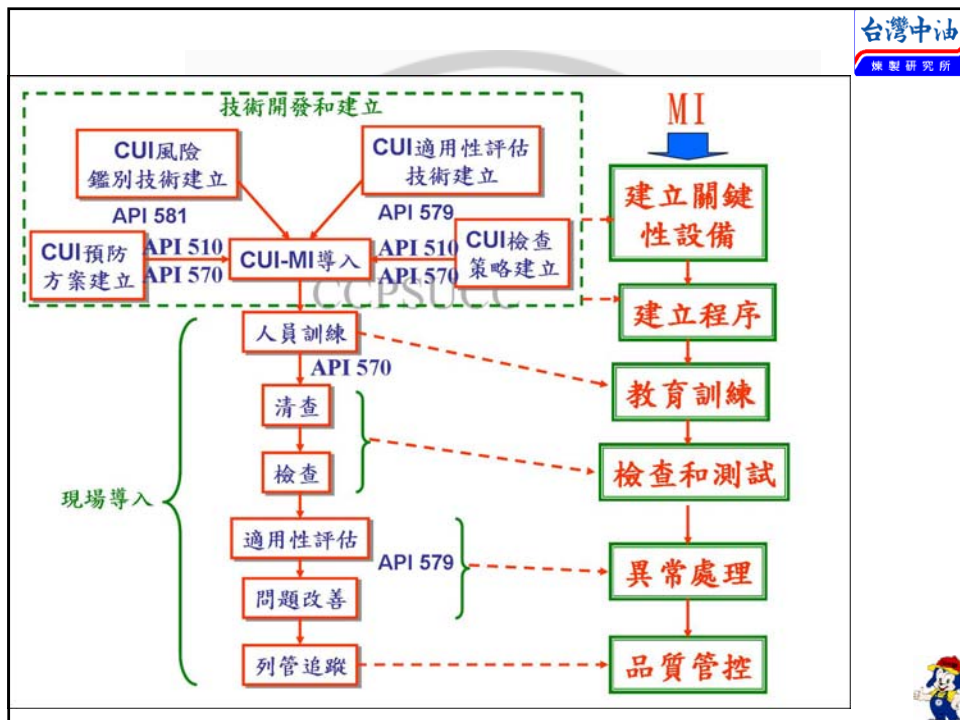 台灣中油
煉製研究所
技術開發和建立
CUI風險
鑑別技術建立
CUI適用性評估
技術建立
API 581
API 579
CUI預防
方案建立
API 510
API 570
CUI-MI導入
API 510
API 570
CUI檢查
策略建立
CCPSUCC
人員訓練
API 570
清查
檢查
現場導入
適用性評估
API 579
問題改善
列管追蹤
MI
建立關鍵
性設備
建立程序
教育訓練
檢查和測試
異常處理
品質管控